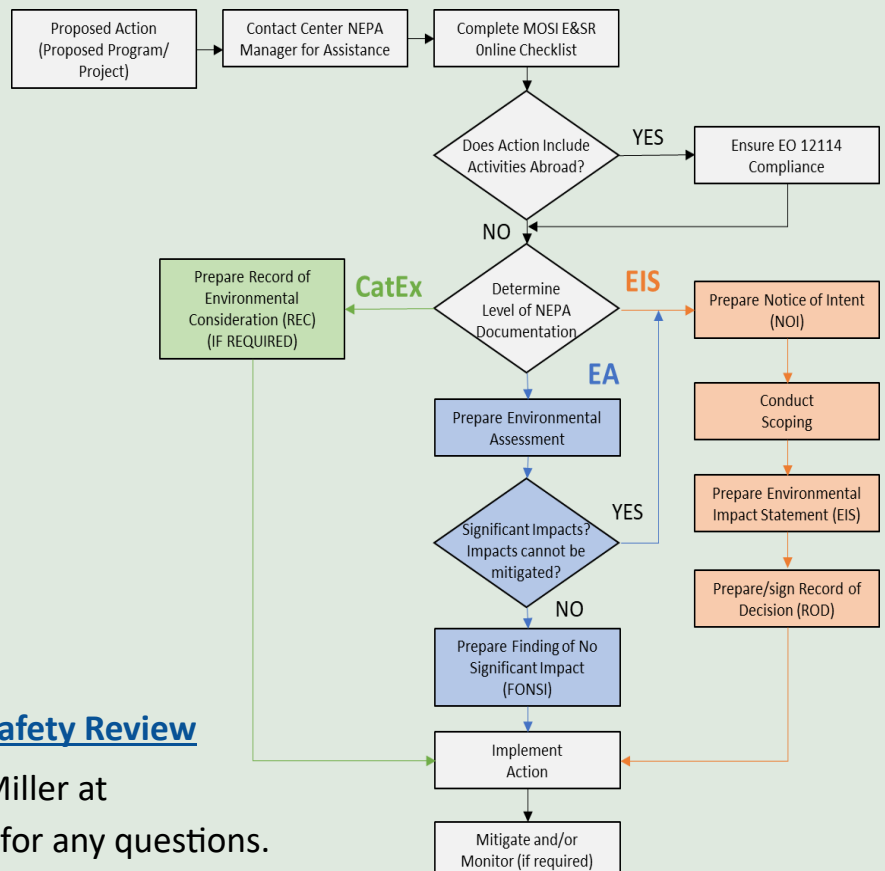 Proposed Action
(Proposed Program/
Project)
Contact Center NEPA
Manager for Assistance
Complete MOSI E&SR
Online Checklist
Does Action Include
Activities Abroad?
YES
Ensure EO 12114
Compliance
NO
Prepare Record of
Environmental
Consideration (REC)
(IF REQUIRED)
CatEx
Determine
Level of NEPA
Documentation
EIS
Prepare Notice of Intent
(NOI)
EA
Conduct
Scoping
Prepare Environmental
Assessment
Prepare Environmental
Impact Statement (EIS)
Significant Impacts?
Impacts cannot be
mitigated?
YES
Prepare/sign Record of
Decision (ROD)
NO
Prepare Finding of No
Significant Impact
(FONSI)
afety Review
Miller at
for any questions.
Implement
Action
Mitigate and/or
Monitor (if required)